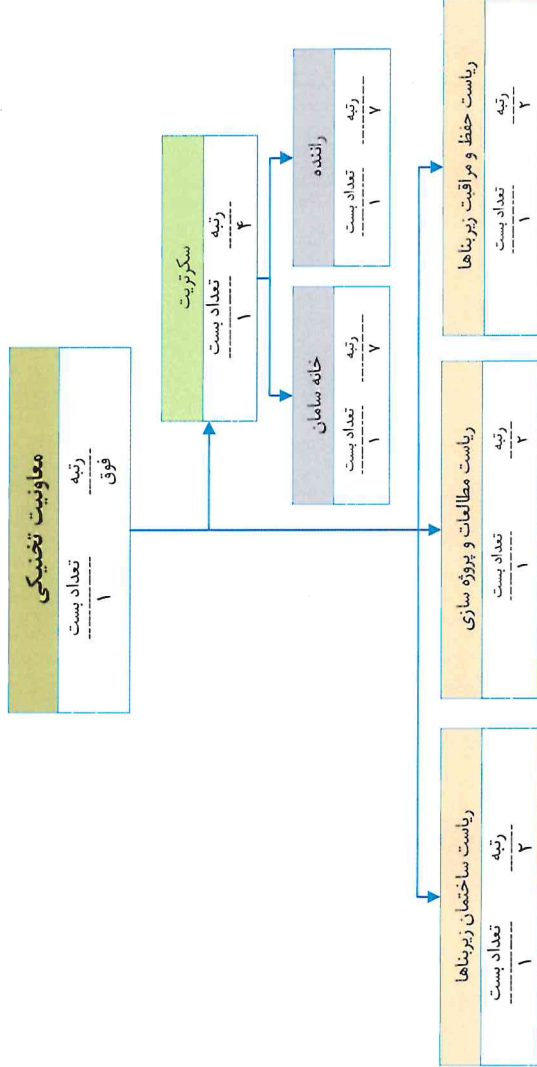 معاونیت تخنیکی
رتبه تعداد بست
فوق ۱
سکرتریت
رتبه تعداد بست
۴ ۱
راننده
رتبه تعداد بست
۷ ۱
خانه سامان
رتبه تعداد بست
۷ ۱
ریاست حفظ و مراقبت زیربناها
رتبه تعداد بست
۲ ۱
ریاست مطالعات و پروژه سازی
رتبه تعداد بست
۲ ۱
ریاست ساختمان زیربناها
رتبه تعداد بست
۲ ۱